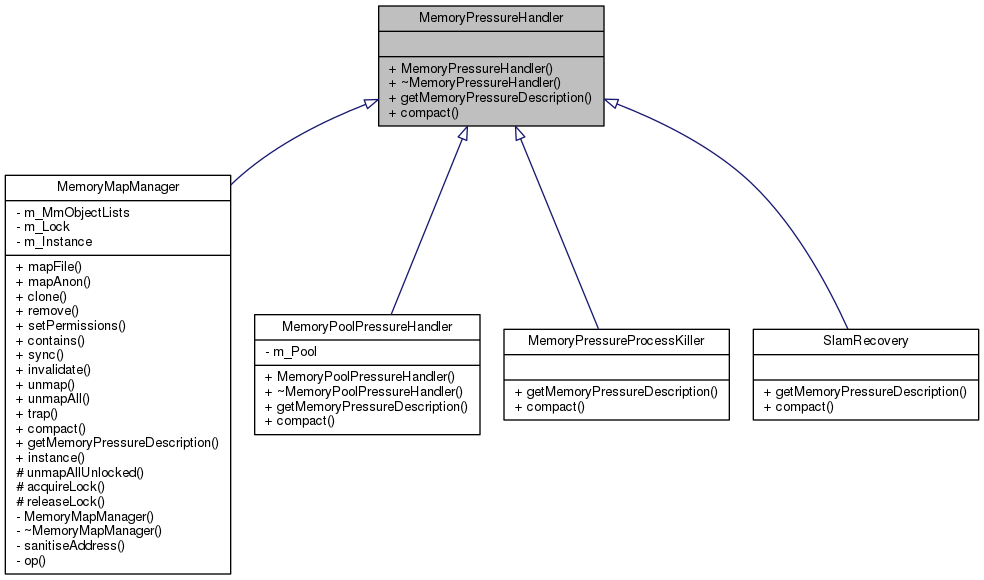 MemoryPressureHandler
+ MemoryPressureHandler()
+ ~MemoryPressureHandler()
+ getMemoryPressureDescription()
+ compact()
MemoryMapManager
- m_MmObjectLists
- m_Lock
- m_Instance
+ mapFile()
+ mapAnon()
+ clone()
+ remove()
+ setPermissions()
+ contains()
+ sync()
+ invalidate()
+ unmap()
+ unmapAll()
+ trap()
+ compact()
+ getMemoryPressureDescription()
+ instance()
# unmapAllUnlocked()
# acquireLock()
# releaseLock()
- MemoryMapManager()
- ~MemoryMapManager()
- sanitiseAddress()
- op()
MemoryPoolPressureHandler
- m_Pool
+ MemoryPoolPressureHandler()
+ ~MemoryPoolPressureHandler()
+ getMemoryPressureDescription()
+ compact()
MemoryPressureProcessKiller
+ getMemoryPressureDescription()
+ compact()
SlamRecovery
+ getMemoryPressureDescription()
+ compact()